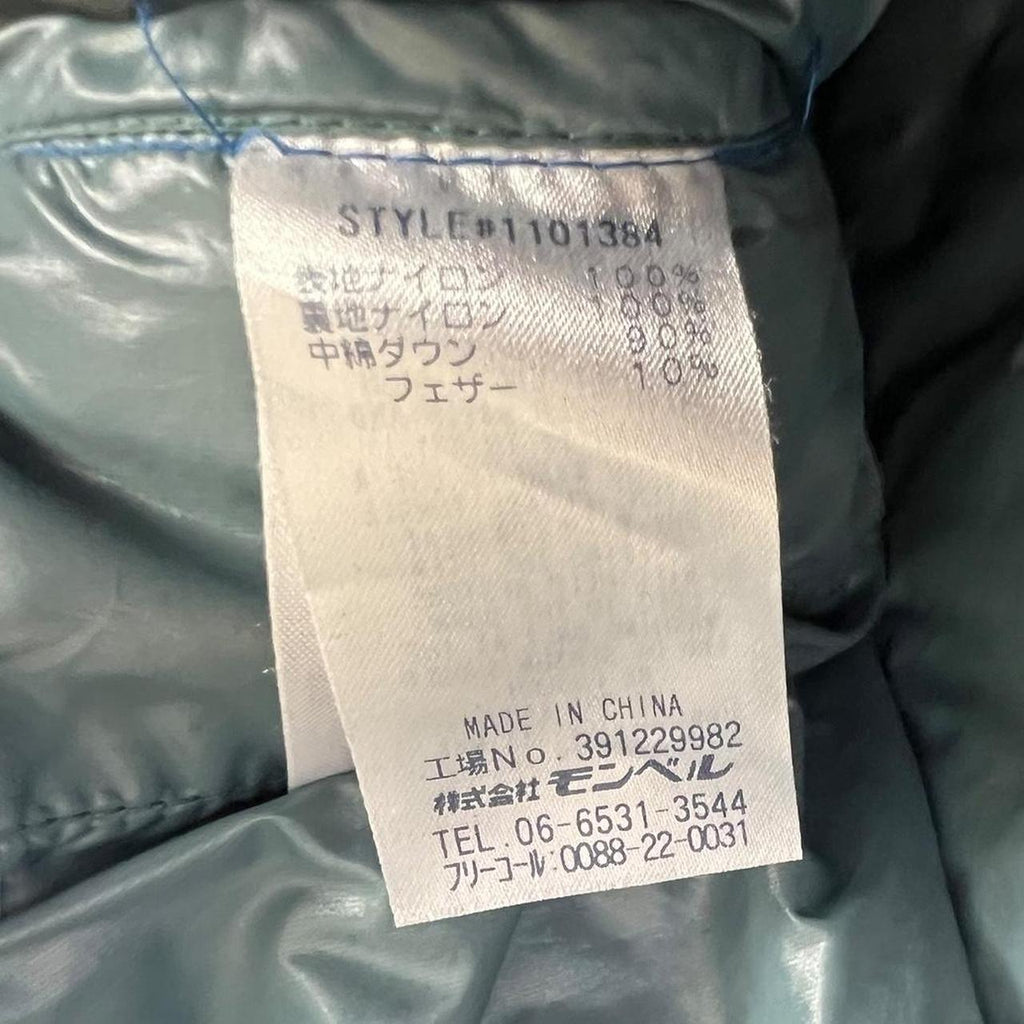 STYLE#1101384
表地ナイロン 100%
裏地ナイロン 100%
中綿ダウン 90%
フェザー 10%
MADE IN CHINA
工場No.391229982
株式会社モンベル
TEL.06-6531-3544
フリーコール:0088-22-0031